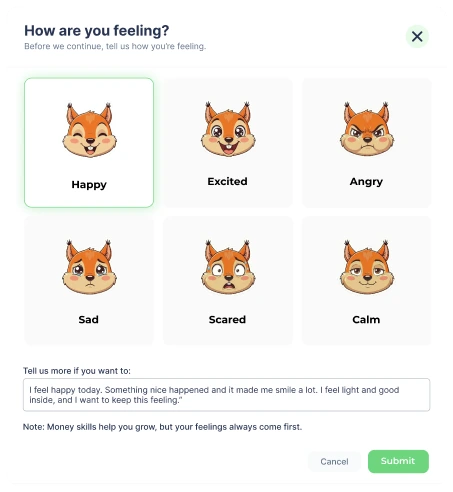 How are you feeling?
Before we continue, tell us how you're feeling.
Happy
Excited
Angry
Sad
Scared
Calm
Tell us more if you want to:
I feel happy today. Something nice happened and it made me smile a lot. I feel light and good
inside, and I want to keep this feeling.”
Note: Money skills help you grow, but your feelings always come first.
Cancel
Submit